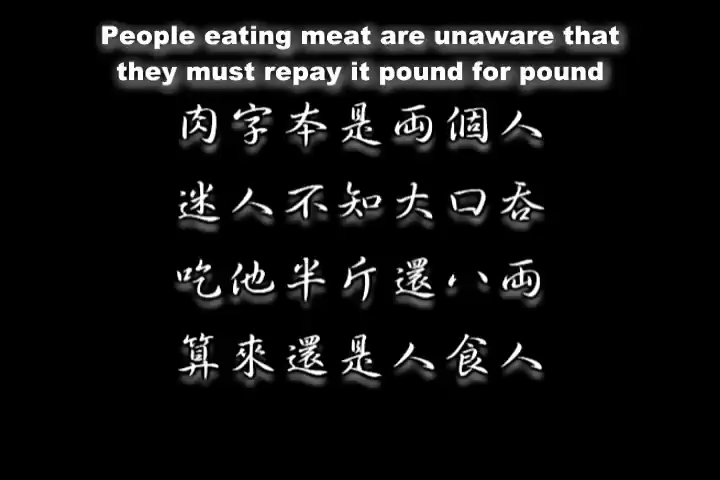 People eating meat are unaware that
they must repay it pound for pound
肉字本是両個人
迷人不知大口吞
吃他半斤還八両
算來還是人食人